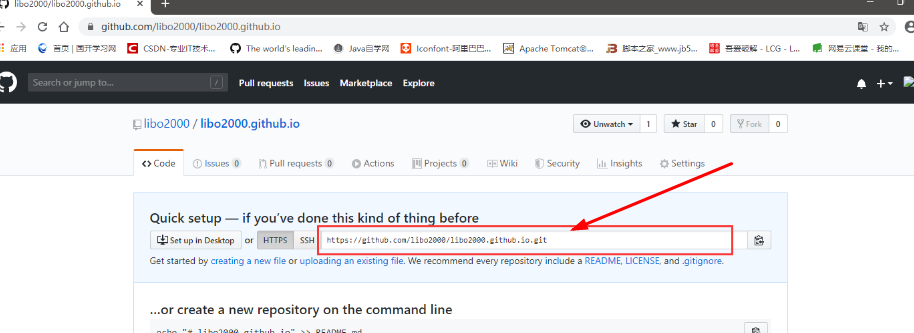 libo2000/libo2000.github.io
github.com/libo2000/libo2000.github.io
应用 首页 | 国开学习网 CSDN-专业IT技术... The world's leadin... Java自学网 Iconfont-阿里巴巴... Apache Tomcat®... 脚本之家_www.jb5... 吾爱破解 - LCG - L... 网易云课堂 - 我的...
Search or jump to... / Pull requests Issues Marketplace Explore
libo2000 / libo2000.github.io Unwatch 1 Star 0 Fork 0
Code Issues 0 Pull requests 0 Actions Projects 0 Wiki Security Insights Settings
Quick setup — if you've done this kind of thing before
Set up in Desktop or HTTPS SSH https://github.com/libo2000/libo2000.github.io.git
Get started by creating a new file or uploading an existing file. We recommend every repository include a README, LICENSE, and .gitignore.
...or create a new repository on the command line
echo "# libo2000.github.io" >> README.md